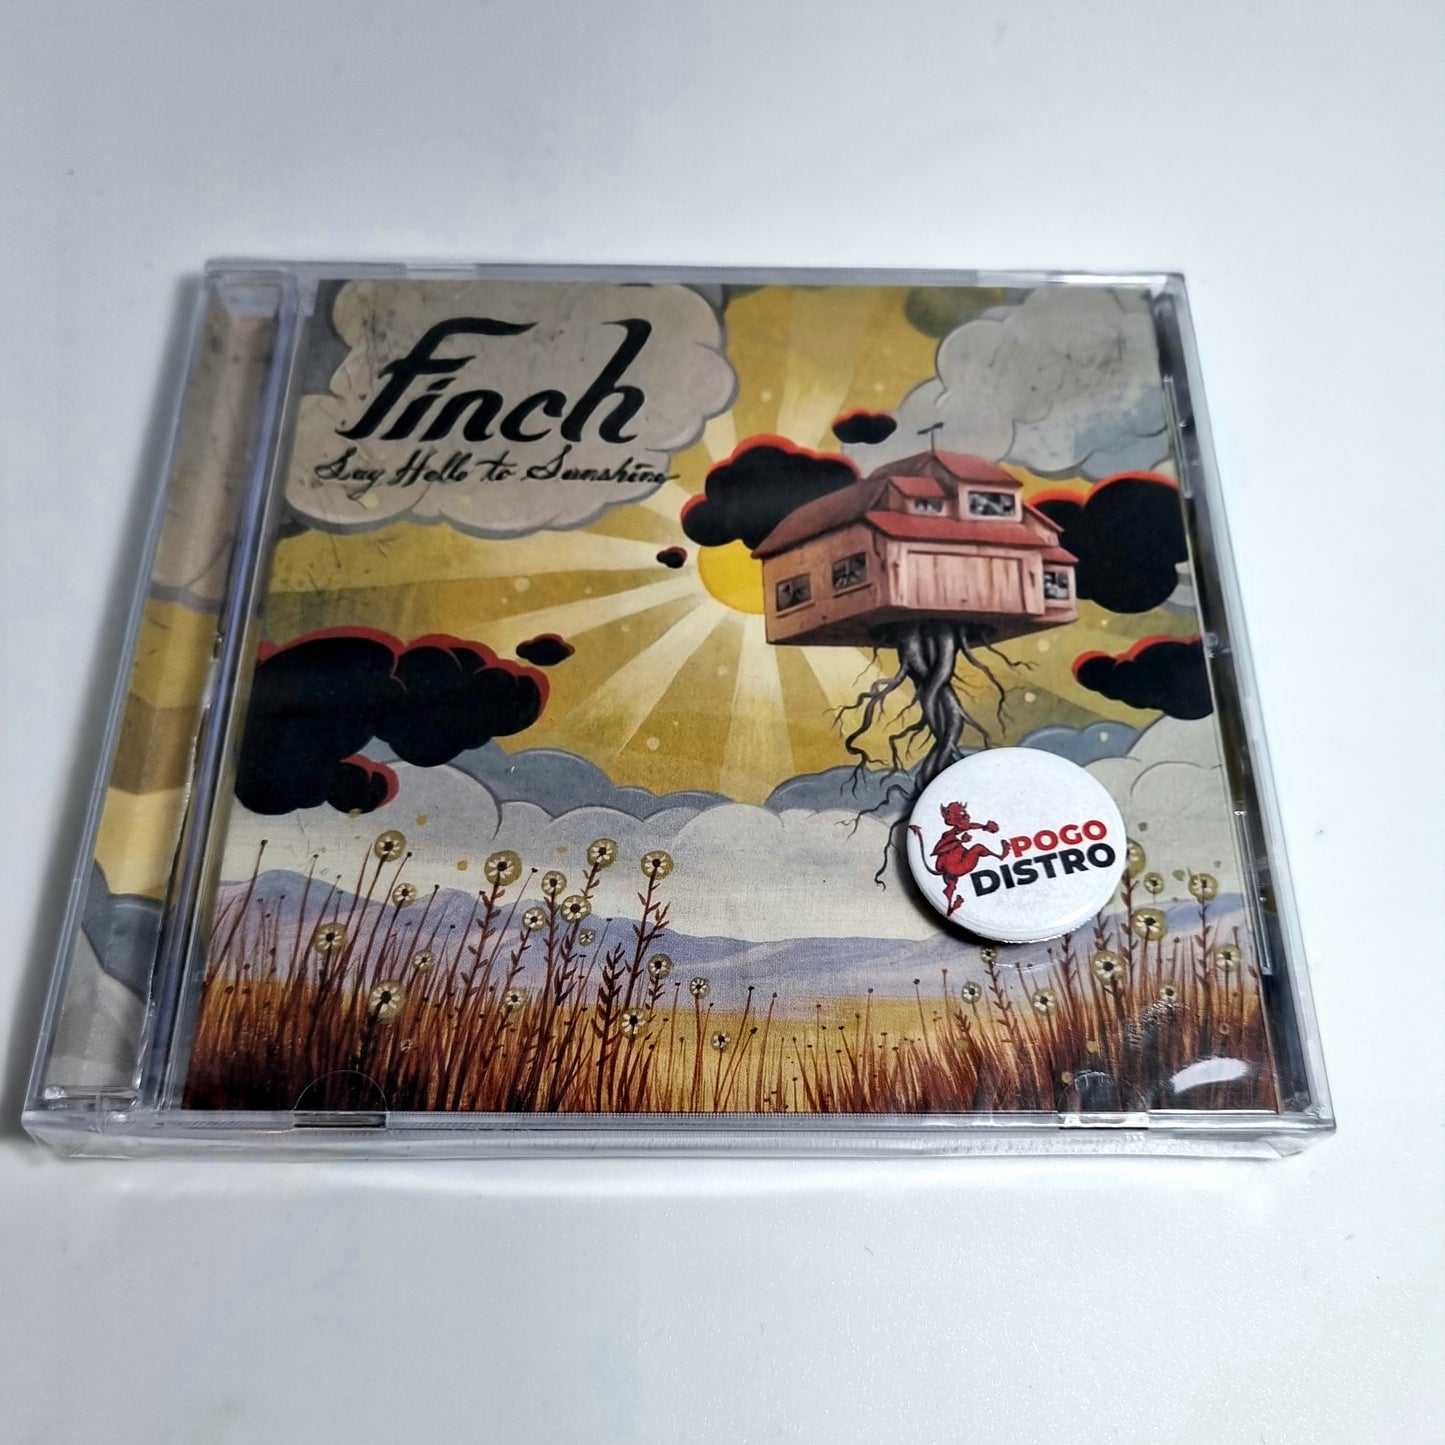 Finch
Say Hello to Sunshine
POGO
DISTRO